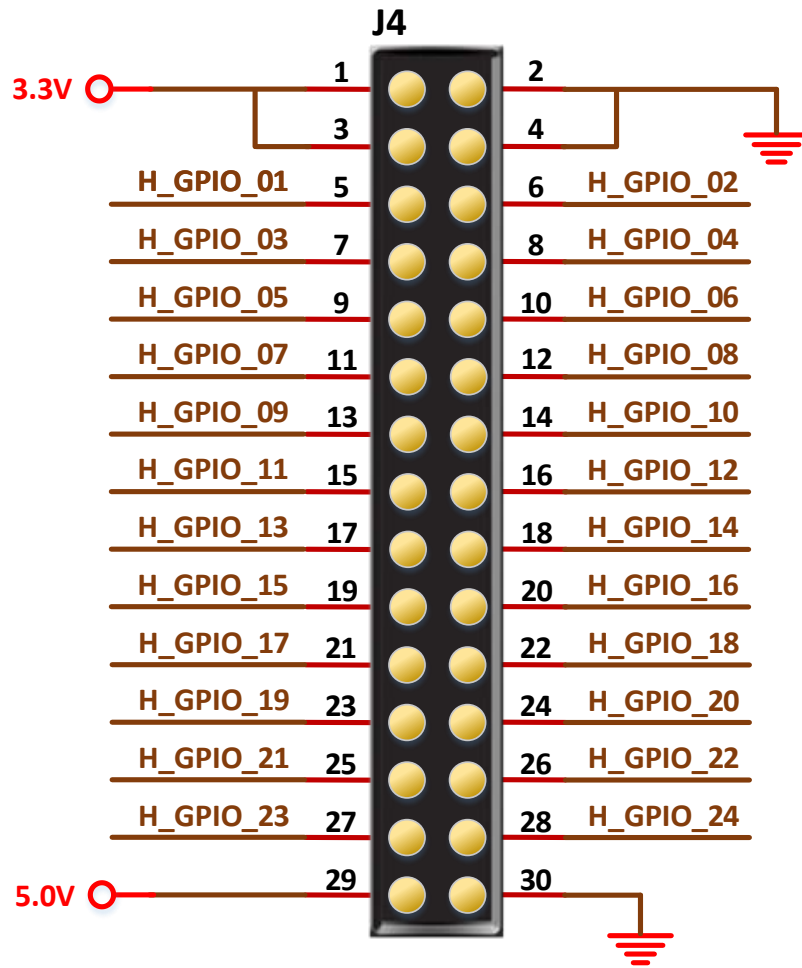 J4
3.3V 1 2
3 4
H_GPIO_01 5 6 H_GPIO_02
H_GPIO_03 7 8 H_GPIO_04
H_GPIO_05 9 10 H_GPIO_06
H_GPIO_07 11 12 H_GPIO_08
H_GPIO_09 13 14 H_GPIO_10
H_GPIO_11 15 16 H_GPIO_12
H_GPIO_13 17 18 H_GPIO_14
H_GPIO_15 19 20 H_GPIO_16
H_GPIO_17 21 22 H_GPIO_18
H_GPIO_19 23 24 H_GPIO_20
H_GPIO_21 25 26 H_GPIO_22
H_GPIO_23 27 28 H_GPIO_24
5.0V 29 30